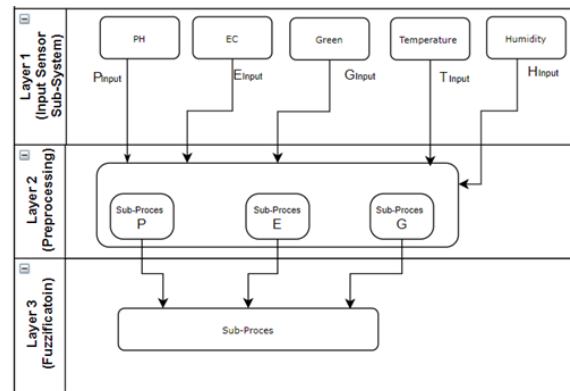 Layer 1
(Input Sensor
Sub-System)
PH
EC
Green
Temperature
Humidity
PInput
EInput
GInput
TInput
HInput
Layer 2
(Preprocessing)
Sub-Proces
P
Sub-Proces
E
Sub-Proces
G
Layer 3
(Fuzzificatoin)
Sub-Proces